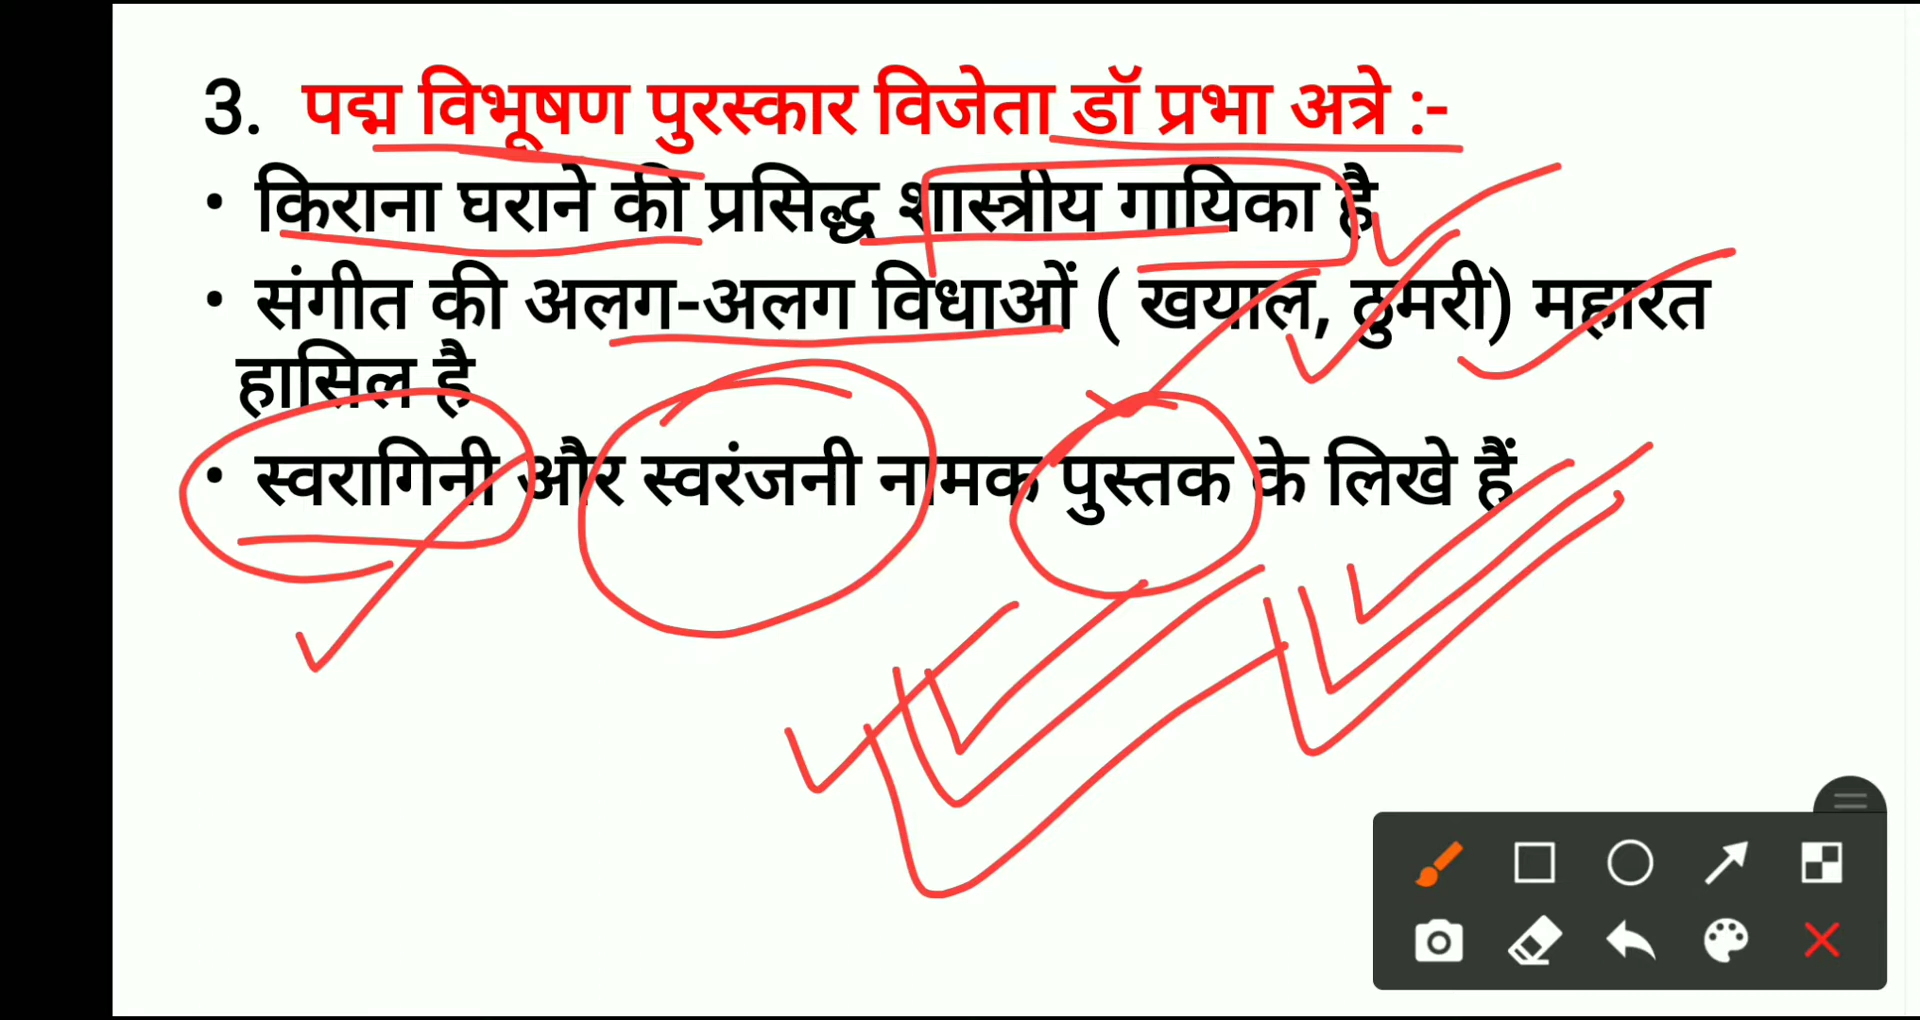 3. पद्म विभूषण पुरस्कार विजेता डॉ प्रभा अत्रे :-
• किराना घराने की प्रसिद्ध शास्त्रीय गायिका है
• संगीत की अलग-अलग विधाओं ( खयाल, ठुमरी) महारत
हासिल है
• स्वरागिनी और स्वरंजनी नामक पुस्तक के लिखे हैं